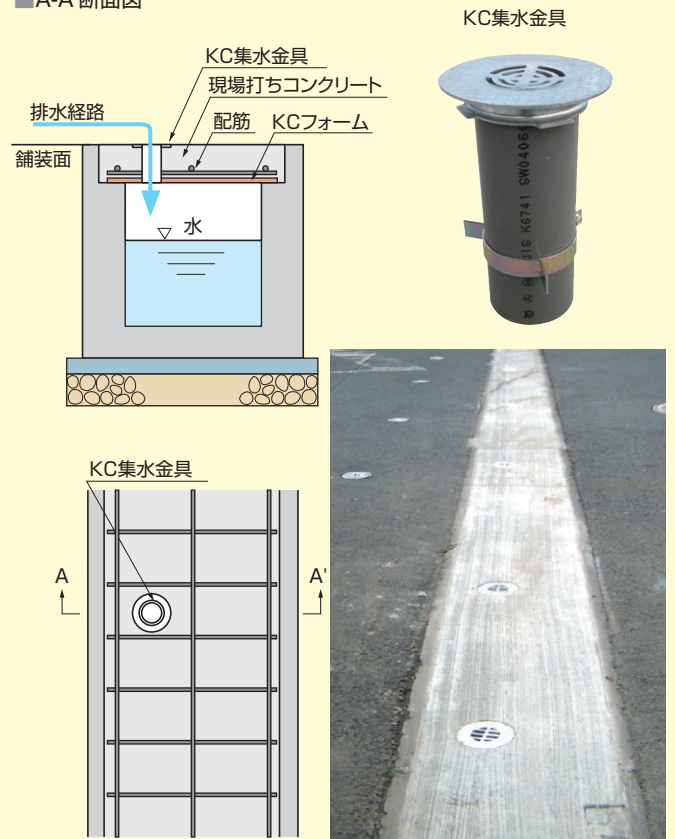 ■A-A 断面図
KC集水金具
KC集水金具
現場打ちコンクリート
排水経路
配筋
KCフォーム
舗装面
水
JIS K6741 SW0406
KC集水金具
A
A'